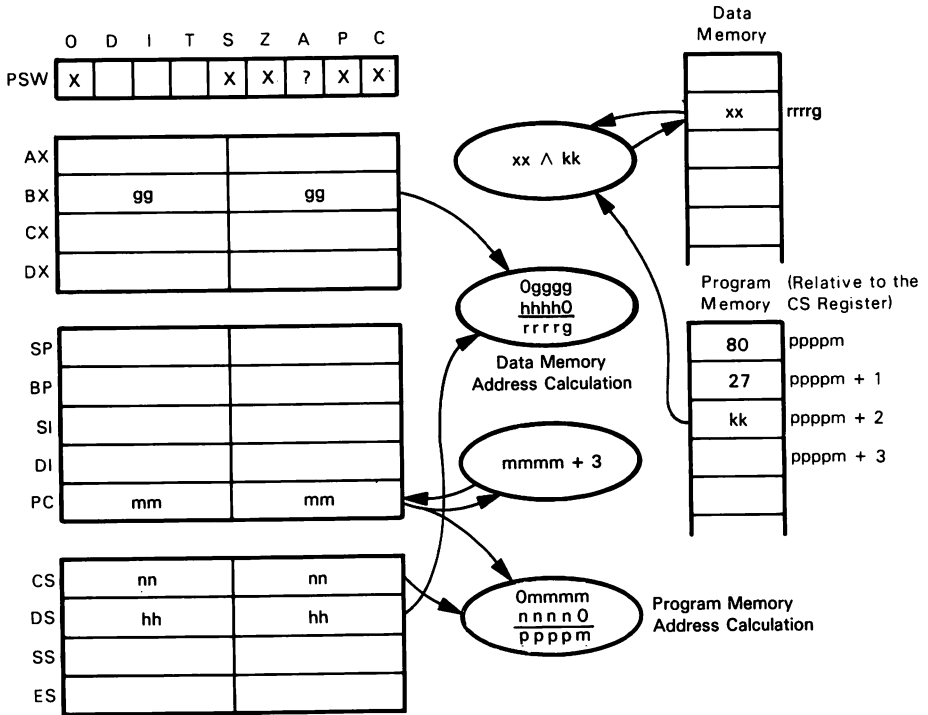 O D I T S Z A P C
PSW X X X ? X X
AX
BX gg gg
CX
DX
SP
BP
SI
DI
PC mm mm
CS nn nn
DS hh hh
SS
ES
xx ∧ kk
0gggg
hhhh0
rrrrg
Data Memory
Address Calculation
mmmm + 3
0mmmm
nnnn0
ppppm
Program Memory
Address Calculation
Data
Memory
xx rrrrg
Program (Relative to the
Memory CS Register)
80 ppppm
27 ppppm + 1
kk ppppm + 2
ppppm + 3